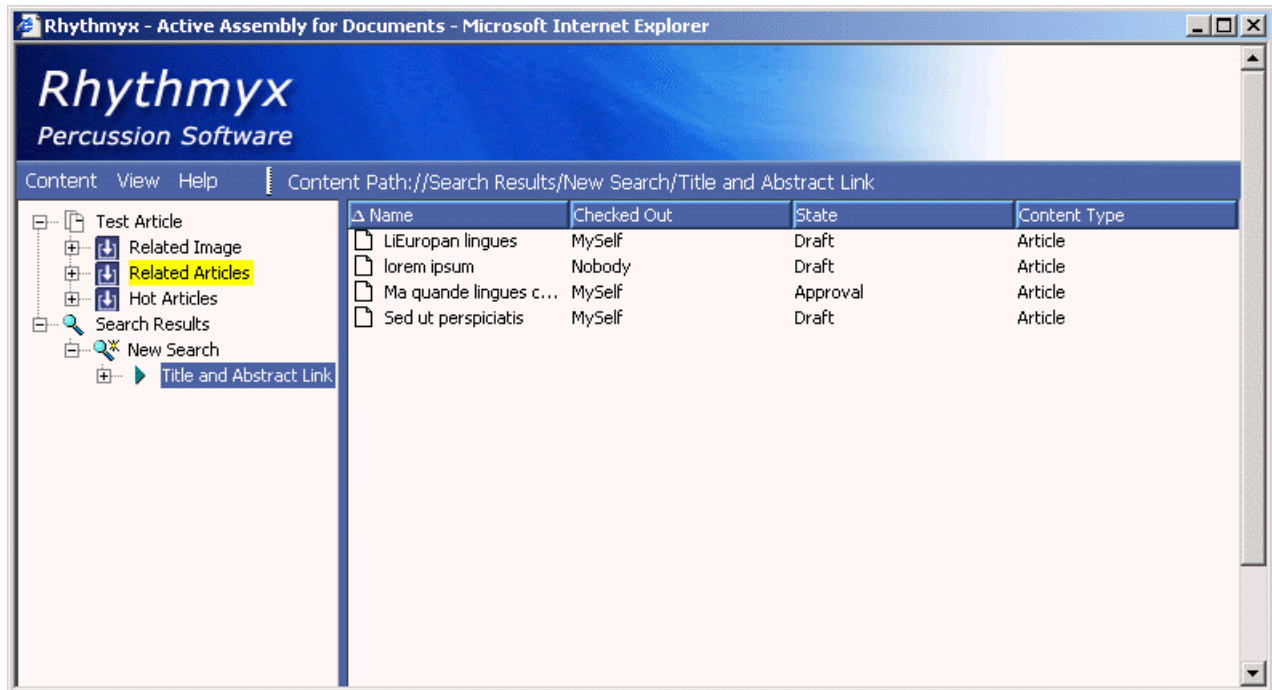 Rhythmyx - Active Assembly for Documents - Microsoft Internet Explorer
Rhythmyx
Percussion Software
Content View Help Content Path://Search Results/New Search/Title and Abstract Link
Test Article
Related Image
Related Articles
Hot Articles
Search Results
New Search
Title and Abstract Link
Name Checked Out State Content Type
LiEuropan lingues MySelf Draft Article
lorem ipsum Nobody Draft Article
Ma quande lingues c... MySelf Approval Article
Sed ut perspiciatis MySelf Draft Article